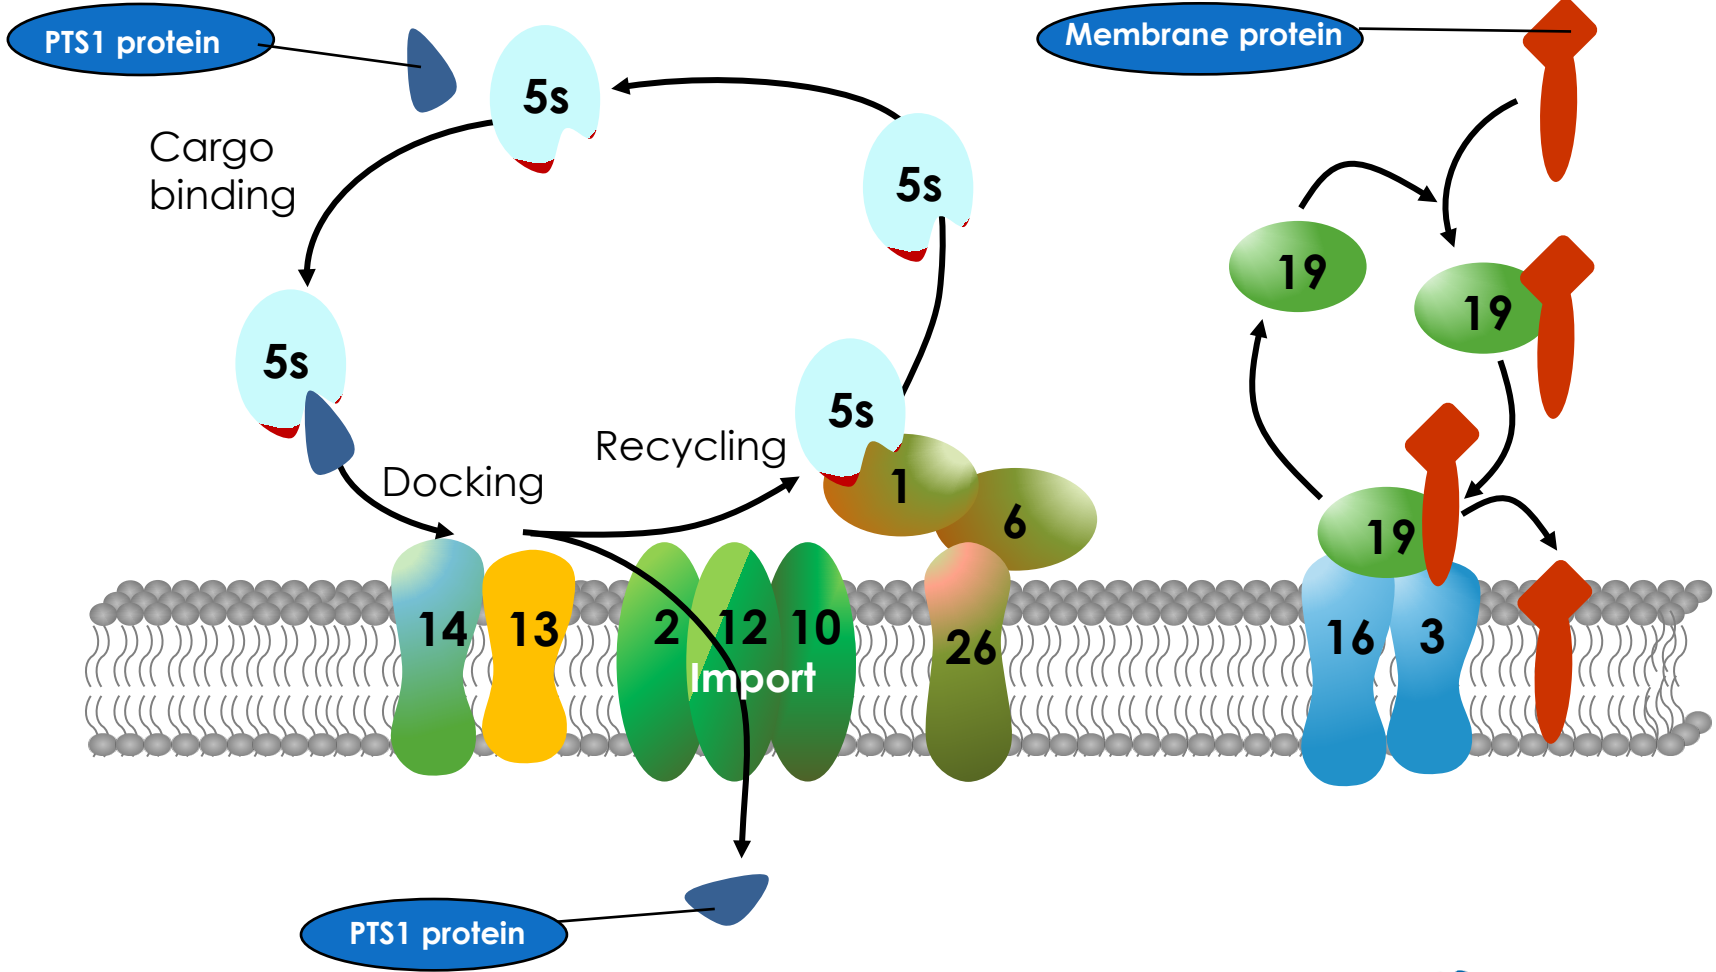 PTS1 protein
Membrane protein
5s
Cargo
binding
5s
19
19
5s
5s
Recycling
Docking
1
6
19
14
13
2
12
10
26
16
3
Import
PTS1 protein